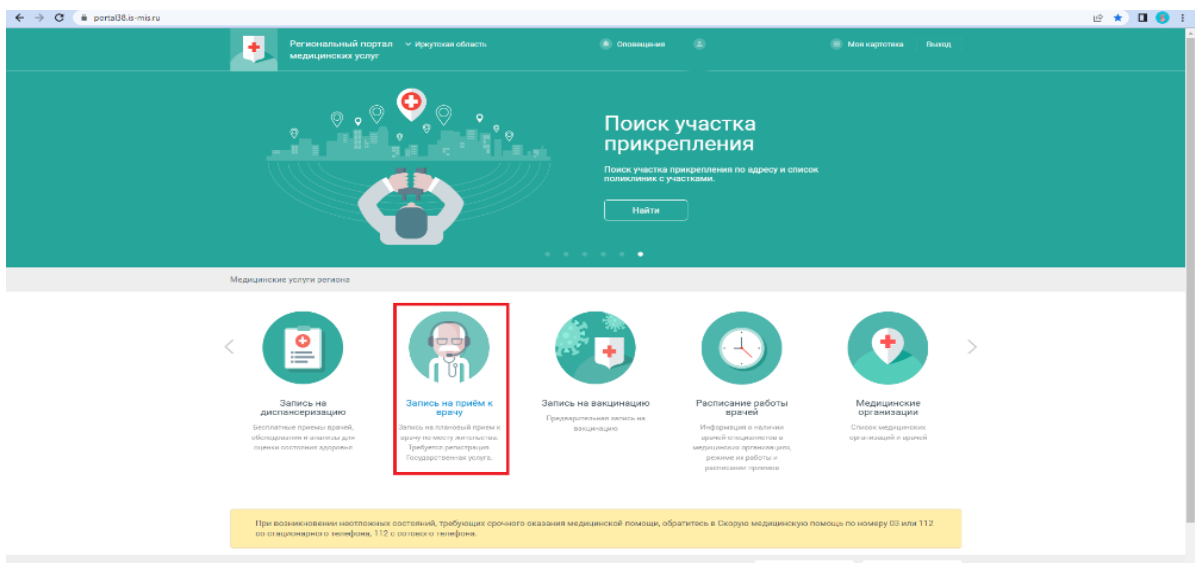 portal38.is-mis.ru
Региональный портал
медицинских услуг
Иркутская область
Оповещения
Моя картотека
Выход
Поиск участка
прикрепления
Поиск участка прикрепления по адресу и список
поликлиник с участками.
Найти
Медицинские услуги региона
Запись на
диспансеризацию
Бесплатные приемы врачей,
обследования и анализы для
оценки состояния здоровья
Запись на приём к
врачу
Запись на плановый прием к
врачу по месту жительства.
Требуется регистрация.
Государственная услуга.
Запись на вакцинацию
Предварительная запись на
вакцинацию
Расписание работы
врачей
Информация о наличии
врачей-специалистов в
медицинских организациях,
режиме их работы и
расписании приемов
Медицинские
организации
Список медицинских
организаций и врачей
При возникновении неотложных состояний, требующих срочного оказания медицинской помощи, обратитесь в Скорую медицинскую помощь по номеру 03 или 112
со стационарного телефона, 112 с сотового телефона.